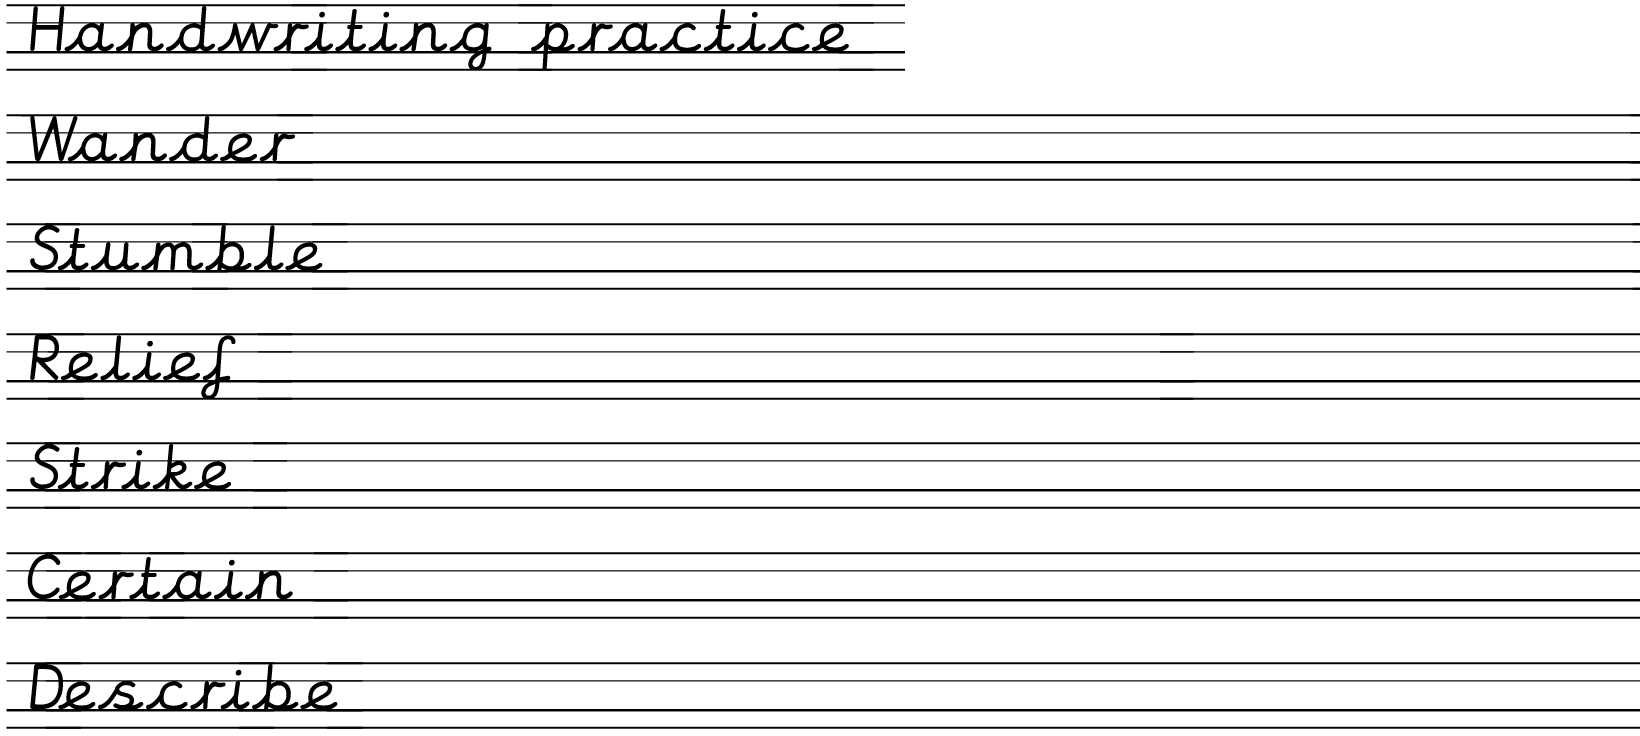 Handwriting practice
Wander
Stumble
Relief
Strike
Certain
Describe